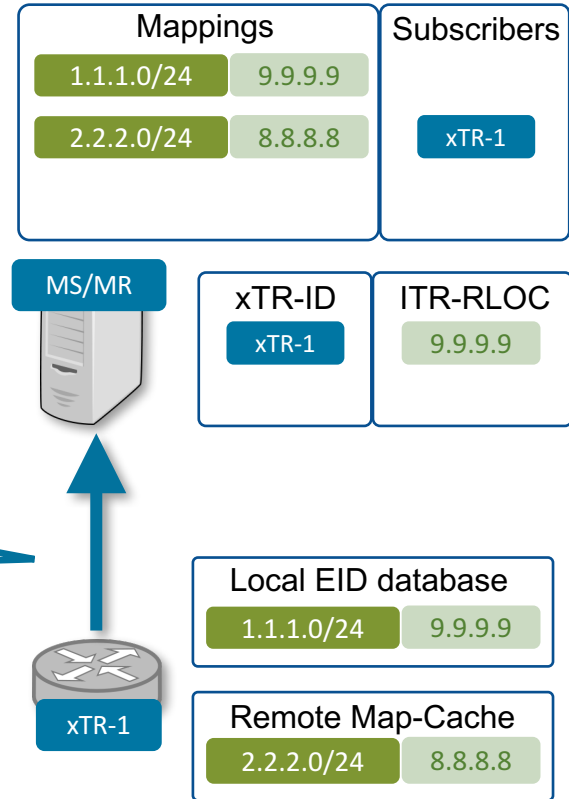 Mappings
Subscribers
1.1.1.0/24 9.9.9.9
2.2.2.0/24 8.8.8.8
xTR-1
MS/MR
xTR-ID
ITR-RLOC
xTR-1
9.9.9.9
Local EID database
1.1.1.0/24 9.9.9.9
xTR-1
Remote Map-Cache
2.2.2.0/24 8.8.8.8